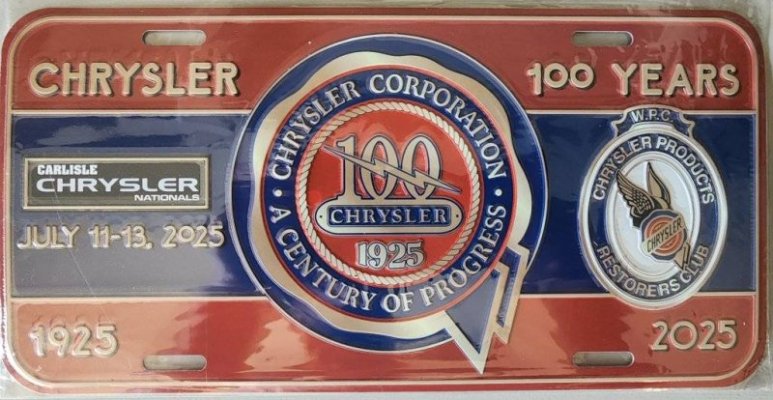 CHRYSLER
100 YEARS
CARLISLE
CHRYSLER
NATIONALS
JULY 11-13, 2025
CHRYSLER CORPORATION
• A CENTURY OF PROGRESS •
100
CHRYSLER
1925
W.P.C.
CHRYSLER PRODUCTS
RESTORERS CLUB
CHRYSLER
1925
2025